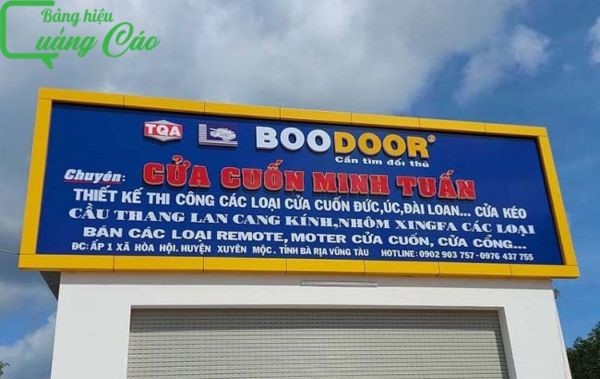 Bảng hiệu
Quảng Cáo
TQA BOODOOR
Cần tìm đối thủ
Chuyên: CỬA CUỐN MINH TUẤN
THIẾT KẾ THI CÔNG CÁC LOẠI CỬA CUỐN ĐỨC,ÚC,ĐÀI LOAN... CỬA KÉO
CẦU THANG LAN CANG KÍNH,NHÔM XINGFA CÁC LOẠI
BÁN CÁC LOẠI REMOTE, MOTER CỬA CUỐN, CỬA CỔNG...
ĐC: ẤP 1 XÃ HÒA HỘI. HUYỆN XUYÊN MỘC. TỈNH BÀ RỊA VŨNG TÀU HOTLINE: 0902 903 757 - 0976 437 755